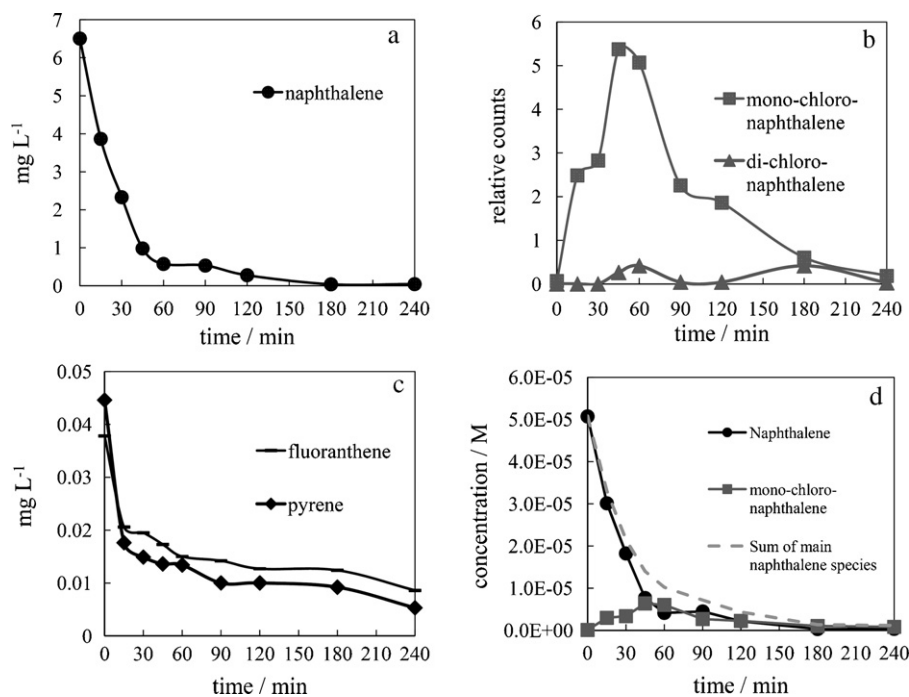 a
7
6
5
4
3
2
1
0
mg L-1
naphthalene
0 30 60 90 120 150 180 210 240
time / min
b
6
5
4
3
2
1
0
relative counts
mono-chloro-
naphthalene
di-chloro-
naphthalene
0 30 60 90 120 150 180 210 240
time / min
c
0.05
0.04
0.03
0.02
0.01
0
mg L-1
fluoranthene
pyrene
0 30 60 90 120 150 180 210 240
time / min
d
6.0E-05
5.0E-05
4.0E-05
3.0E-05
2.0E-05
1.0E-05
0.0E+00
concentration / M
Naphthalene
mono-chloro-
naphthalene
Sum of main
naphthalene species
0 30 60 90 120 150 180 210 240
time / min